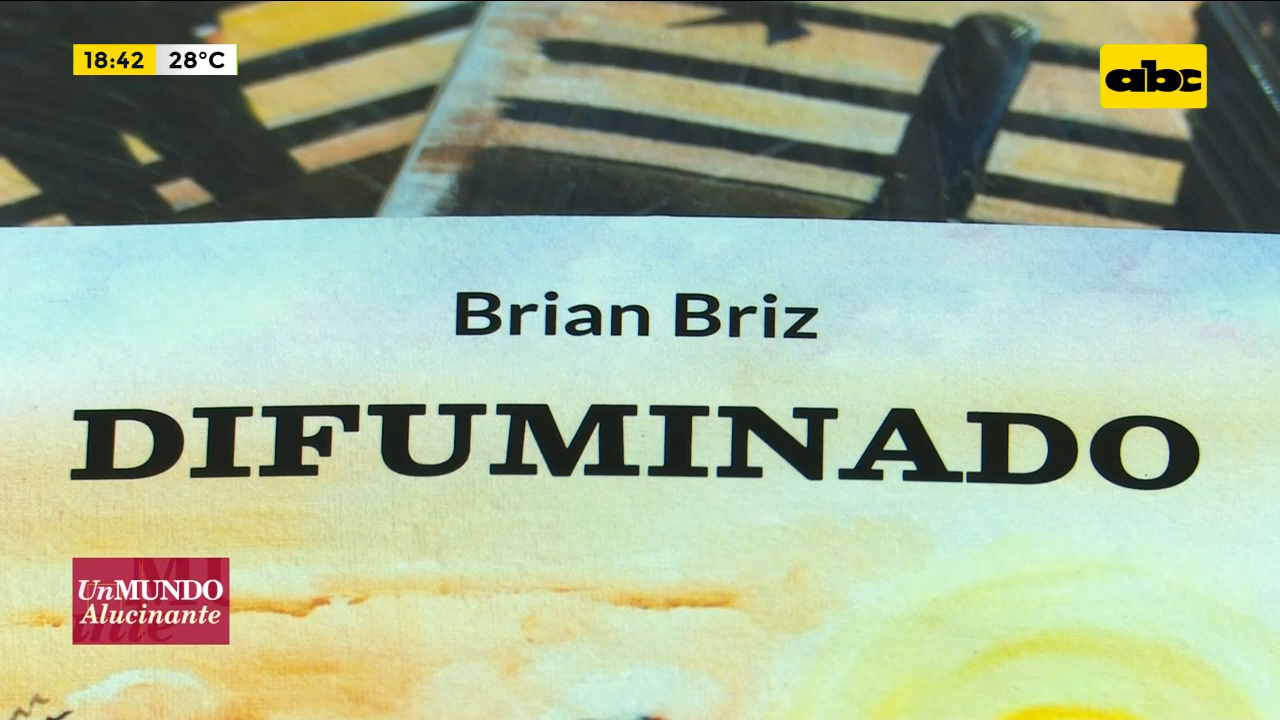 18:42 28°C
abc
Brian Briz
DIFUMINADO
UnMUNDO
Alucinante